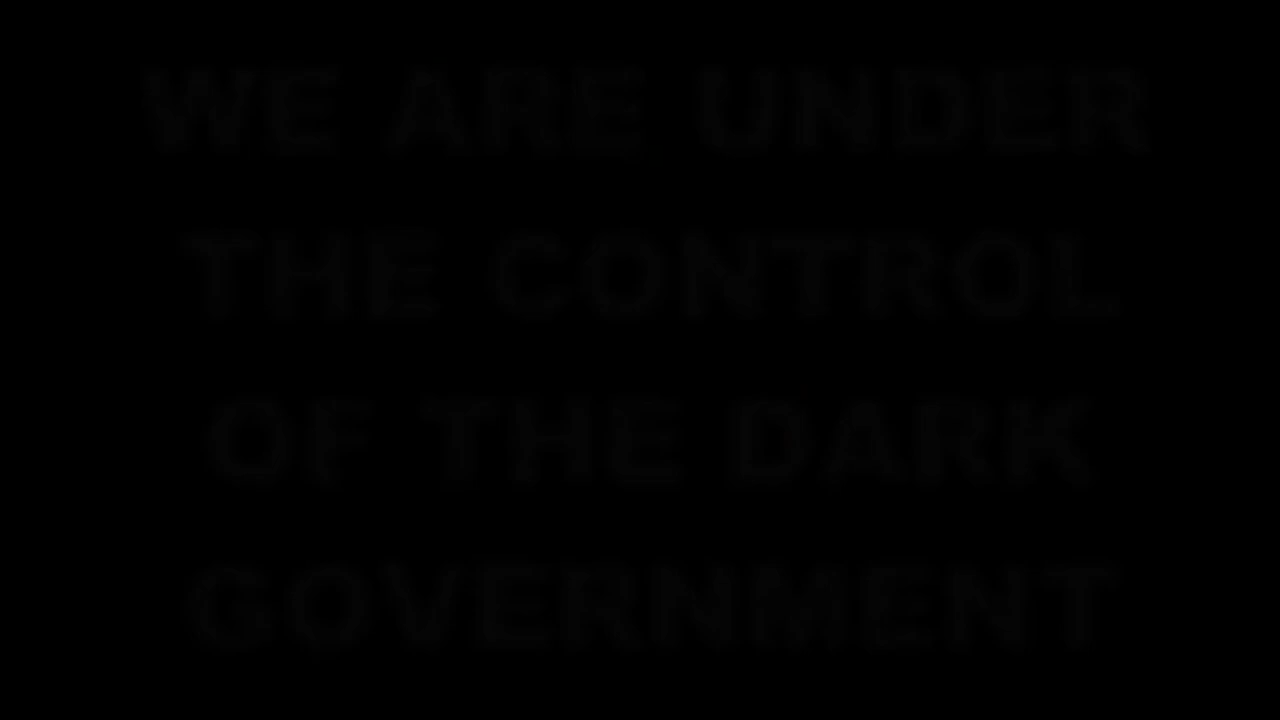 WE ARE UNDER
THE CONTROL
OF THE DARK
GOVERNMENT